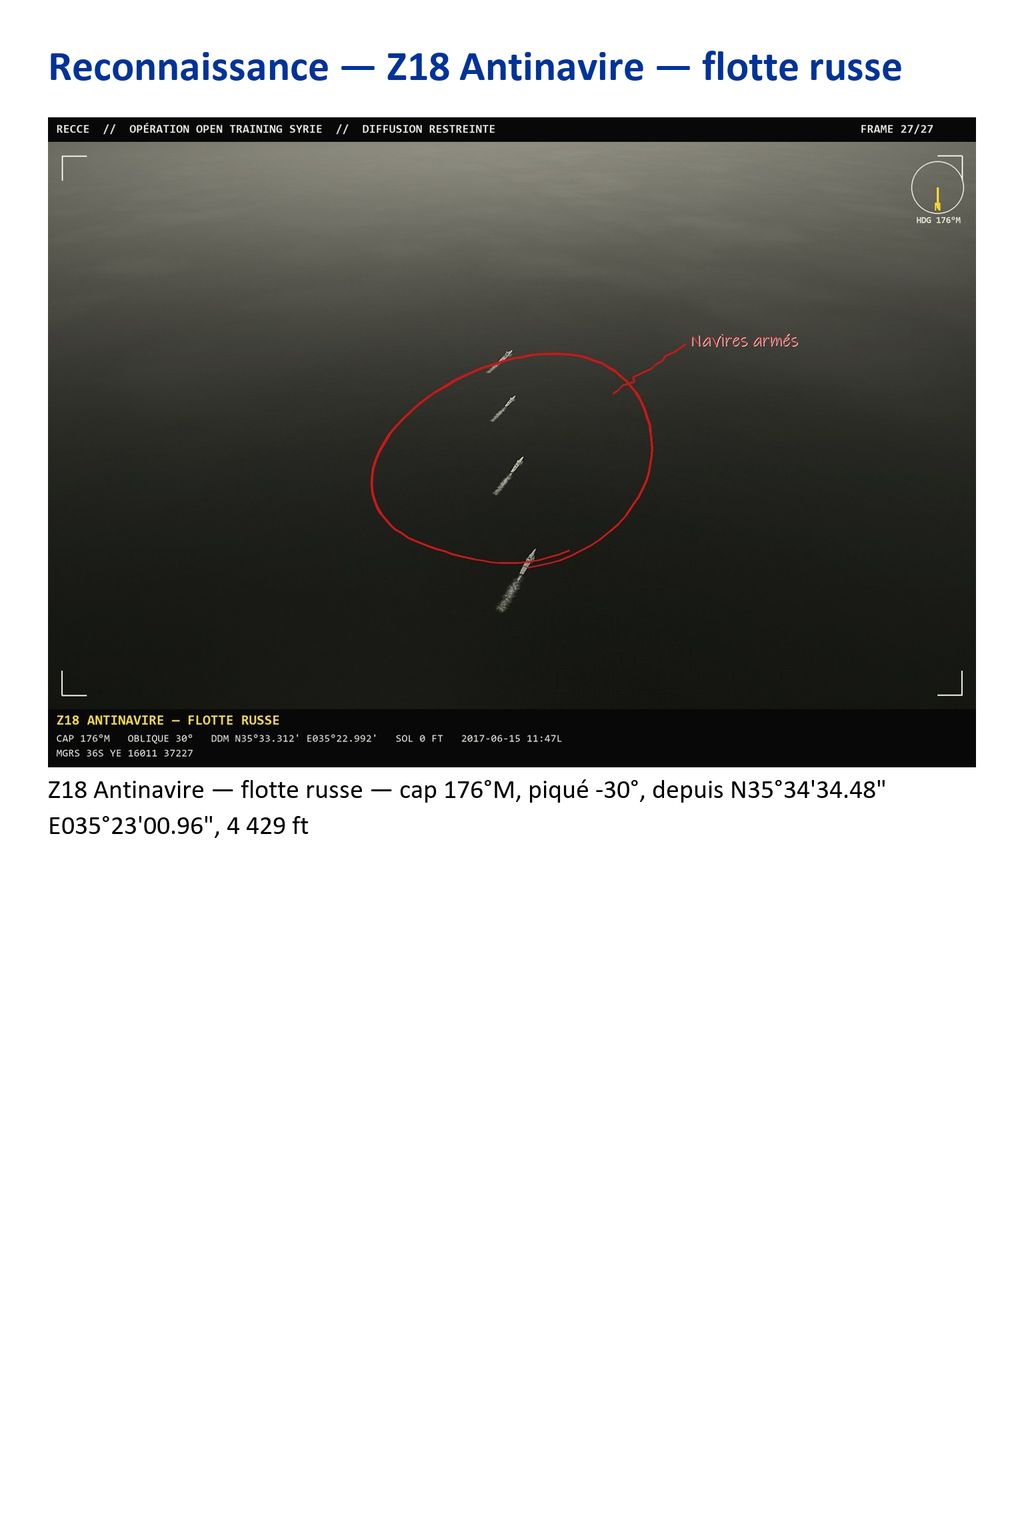 Reconnaissance — Z18 Antinavire — flotte russe
RECCE // OPÉRATION OPEN TRAINING SYRIE // DIFFUSION RESTREINTE FRAME 27/27
N
HDG 176°M
Navires armés
Z18 ANTINAVIRE — FLOTTE RUSSE
CAP 176°M OBLIQUE 30° DDM N35°33.312' E035°22.992' SOL 0 FT 2017-06-15 11:47L
MGRS 36S YE 16011 37227
Z18 Antinavire — flotte russe — cap 176°M, piqué -30°, depuis N35°34'34.48"
E035°23'00.96", 4 429 ft